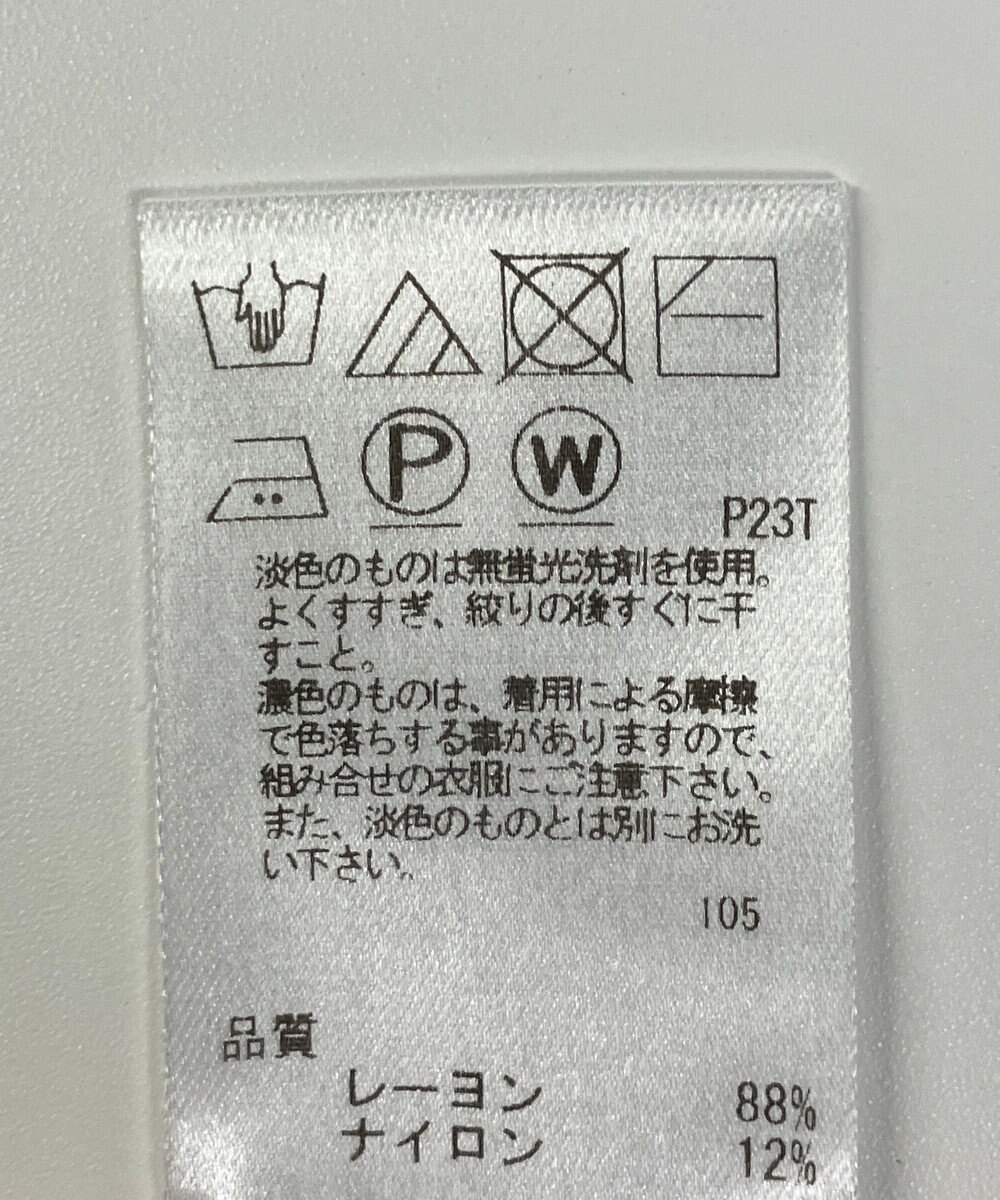 P
W
P23T
淡色のものは無蛍光洗剤を使用。
よくすすぎ、絞りの後すぐに干
すこと。
濃色のものは、着用による摩擦
で色落ちする事がありますので、
組み合せの衣服にご注意下さい。
また、淡色のものとは別にお洗
い下さい。
105
品質
レーヨン 88%
ナイロン 12%